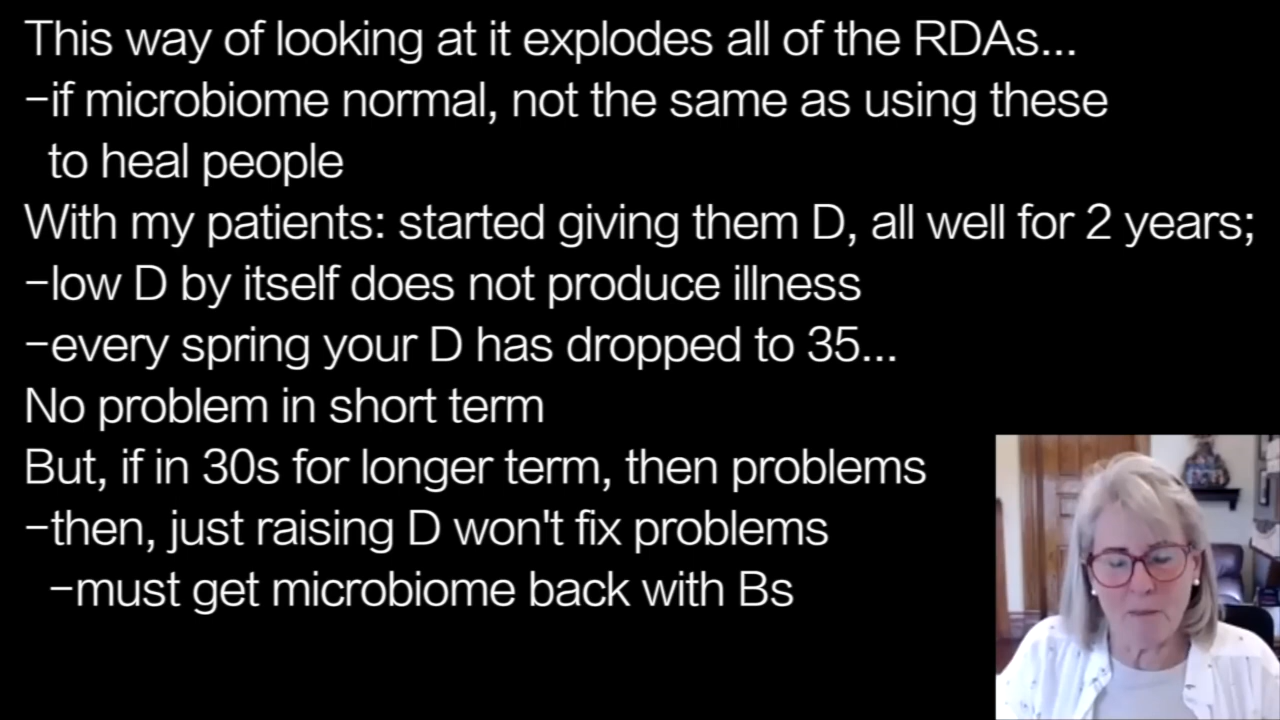 This way of looking at it explodes all of the RDAs...
–if microbiome normal, not the same as using these
to heal people
With my patients: started giving them D, all well for 2 years;
–low D by itself does not produce illness
–every spring your D has dropped to 35...
No problem in short term
But, if in 30s for longer term, then problems
–then, just raising D won't fix problems
–must get microbiome back with Bs